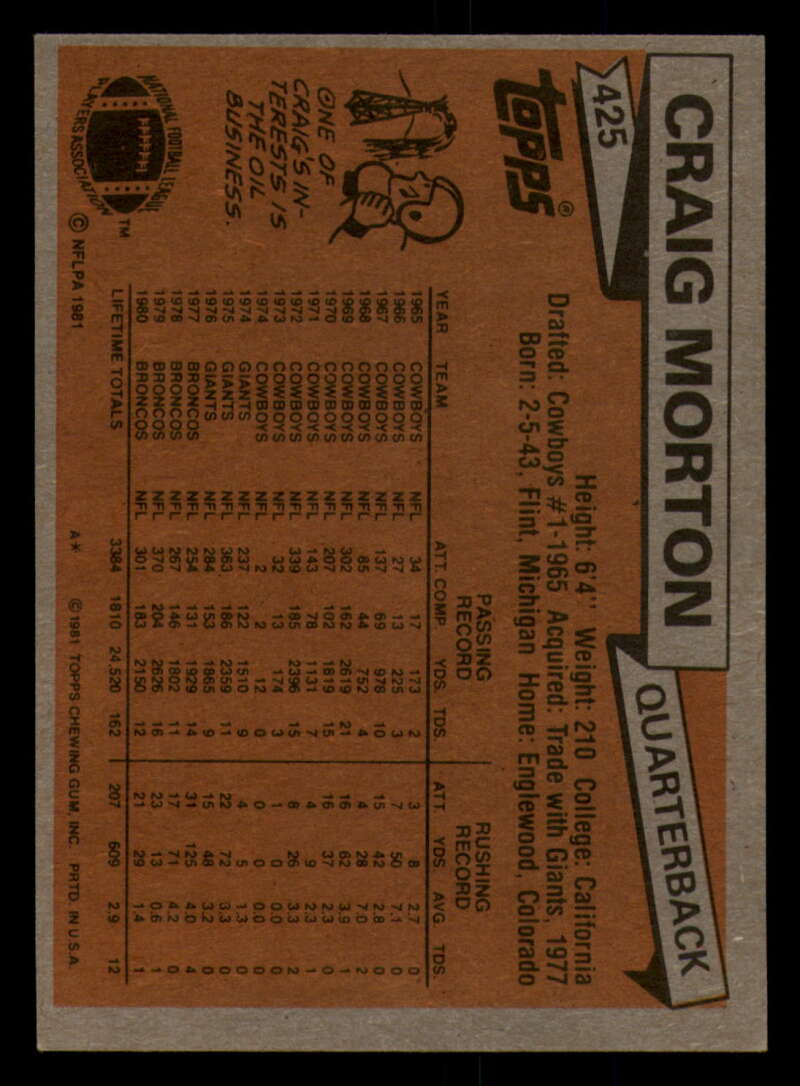 CRAIG MORTON
QUARTERBACK
425
topps®
Height: 6'4" Weight: 210 College: California
Drafted: Cowboys #1-1965 Acquired: Trade with Giants, 1977
Born: 2-5-43, Flint, Michigan Home: Englewood, Colorado
ONE OF
CRAIG'S IN-
TERESTS IS
THE OIL
BUSINESS.
PASSING RUSHING
RECORD RECORD
YEAR TEAM ATT. COMP. YDS. TDS. ATT. YDS AVG. TDS.
1965 COWBOYS NFL 34 17 173 2 3 8 2.7 0
1966 COWBOYS NFL 27 13 225 3 7 50 7.1 0
1967 COWBOYS NFL 137 69 978 10 15 42 2.8 0
1968 COWBOYS NFL 85 44 752 4 4 28 7.0 2
1969 COWBOYS NFL 302 162 2619 21 16 62 3.9 1
1970 COWBOYS NFL 207 102 1819 15 16 37 2.3 0
1971 COWBOYS NFL 143 78 1131 7 4 9 2.3 1
1972 COWBOYS NFL 339 185 2396 15 8 26 3.3 2
1973 COWBOYS NFL 32 13 174 3 1 0 0.0 0
1974 COWBOYS NFL 2 2 12 0 0 0 0.0 0
1974 GIANTS NFL 237 122 1510 9 4 5 1.3 0
1975 GIANTS NFL 363 186 2359 11 22 72 3.3 0
1976 GIANTS NFL 284 153 1865 9 15 48 3.2 0
1977 BRONCOS NFL 254 131 1929 14 31 125 4.0 4
1978 BRONCOS NFL 267 146 1802 11 17 71 4.2 0
1979 BRONCOS NFL 370 204 2626 16 23 13 0.6 1
1980 BRONCOS NFL 301 183 2150 12 21 29 1.4 1
LIFETIME TOTALS 3384 1810 24,520 162 207 609 2.9 12
NATIONAL FOOTBALL LEAGUE
PLAYERS ASSOCIATION
™
© NFLPA 1981
A* © 1981 TOPPS CHEWING GUM, INC. PRTD. IN U.S.A.